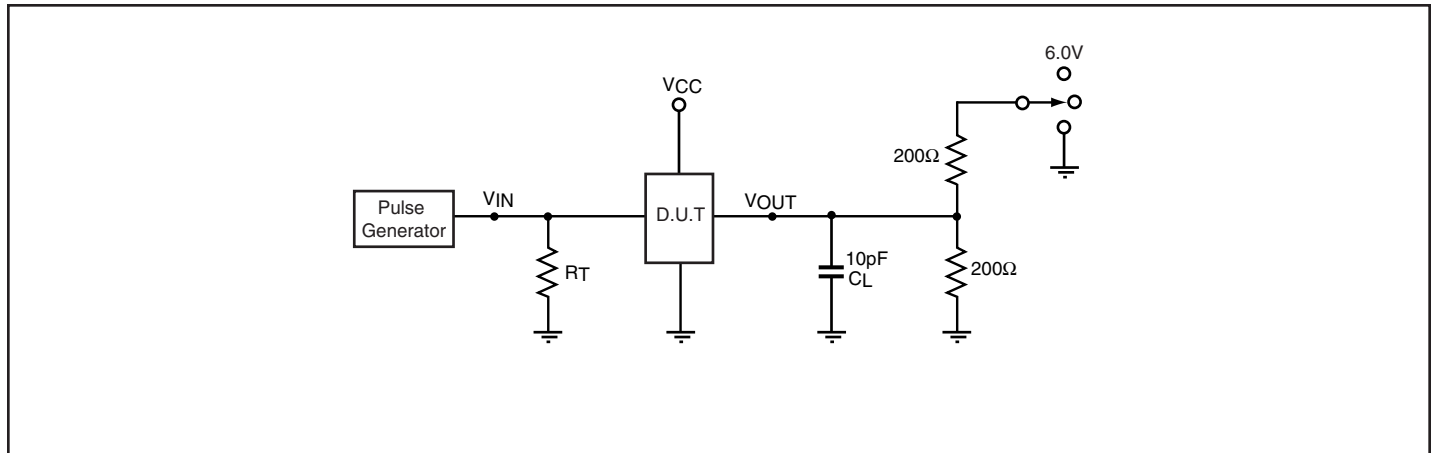 6.0V
VCC
200Ω
Pulse
Generator
VIN
D.U.T
VOUT
RT
10pF
CL
200Ω